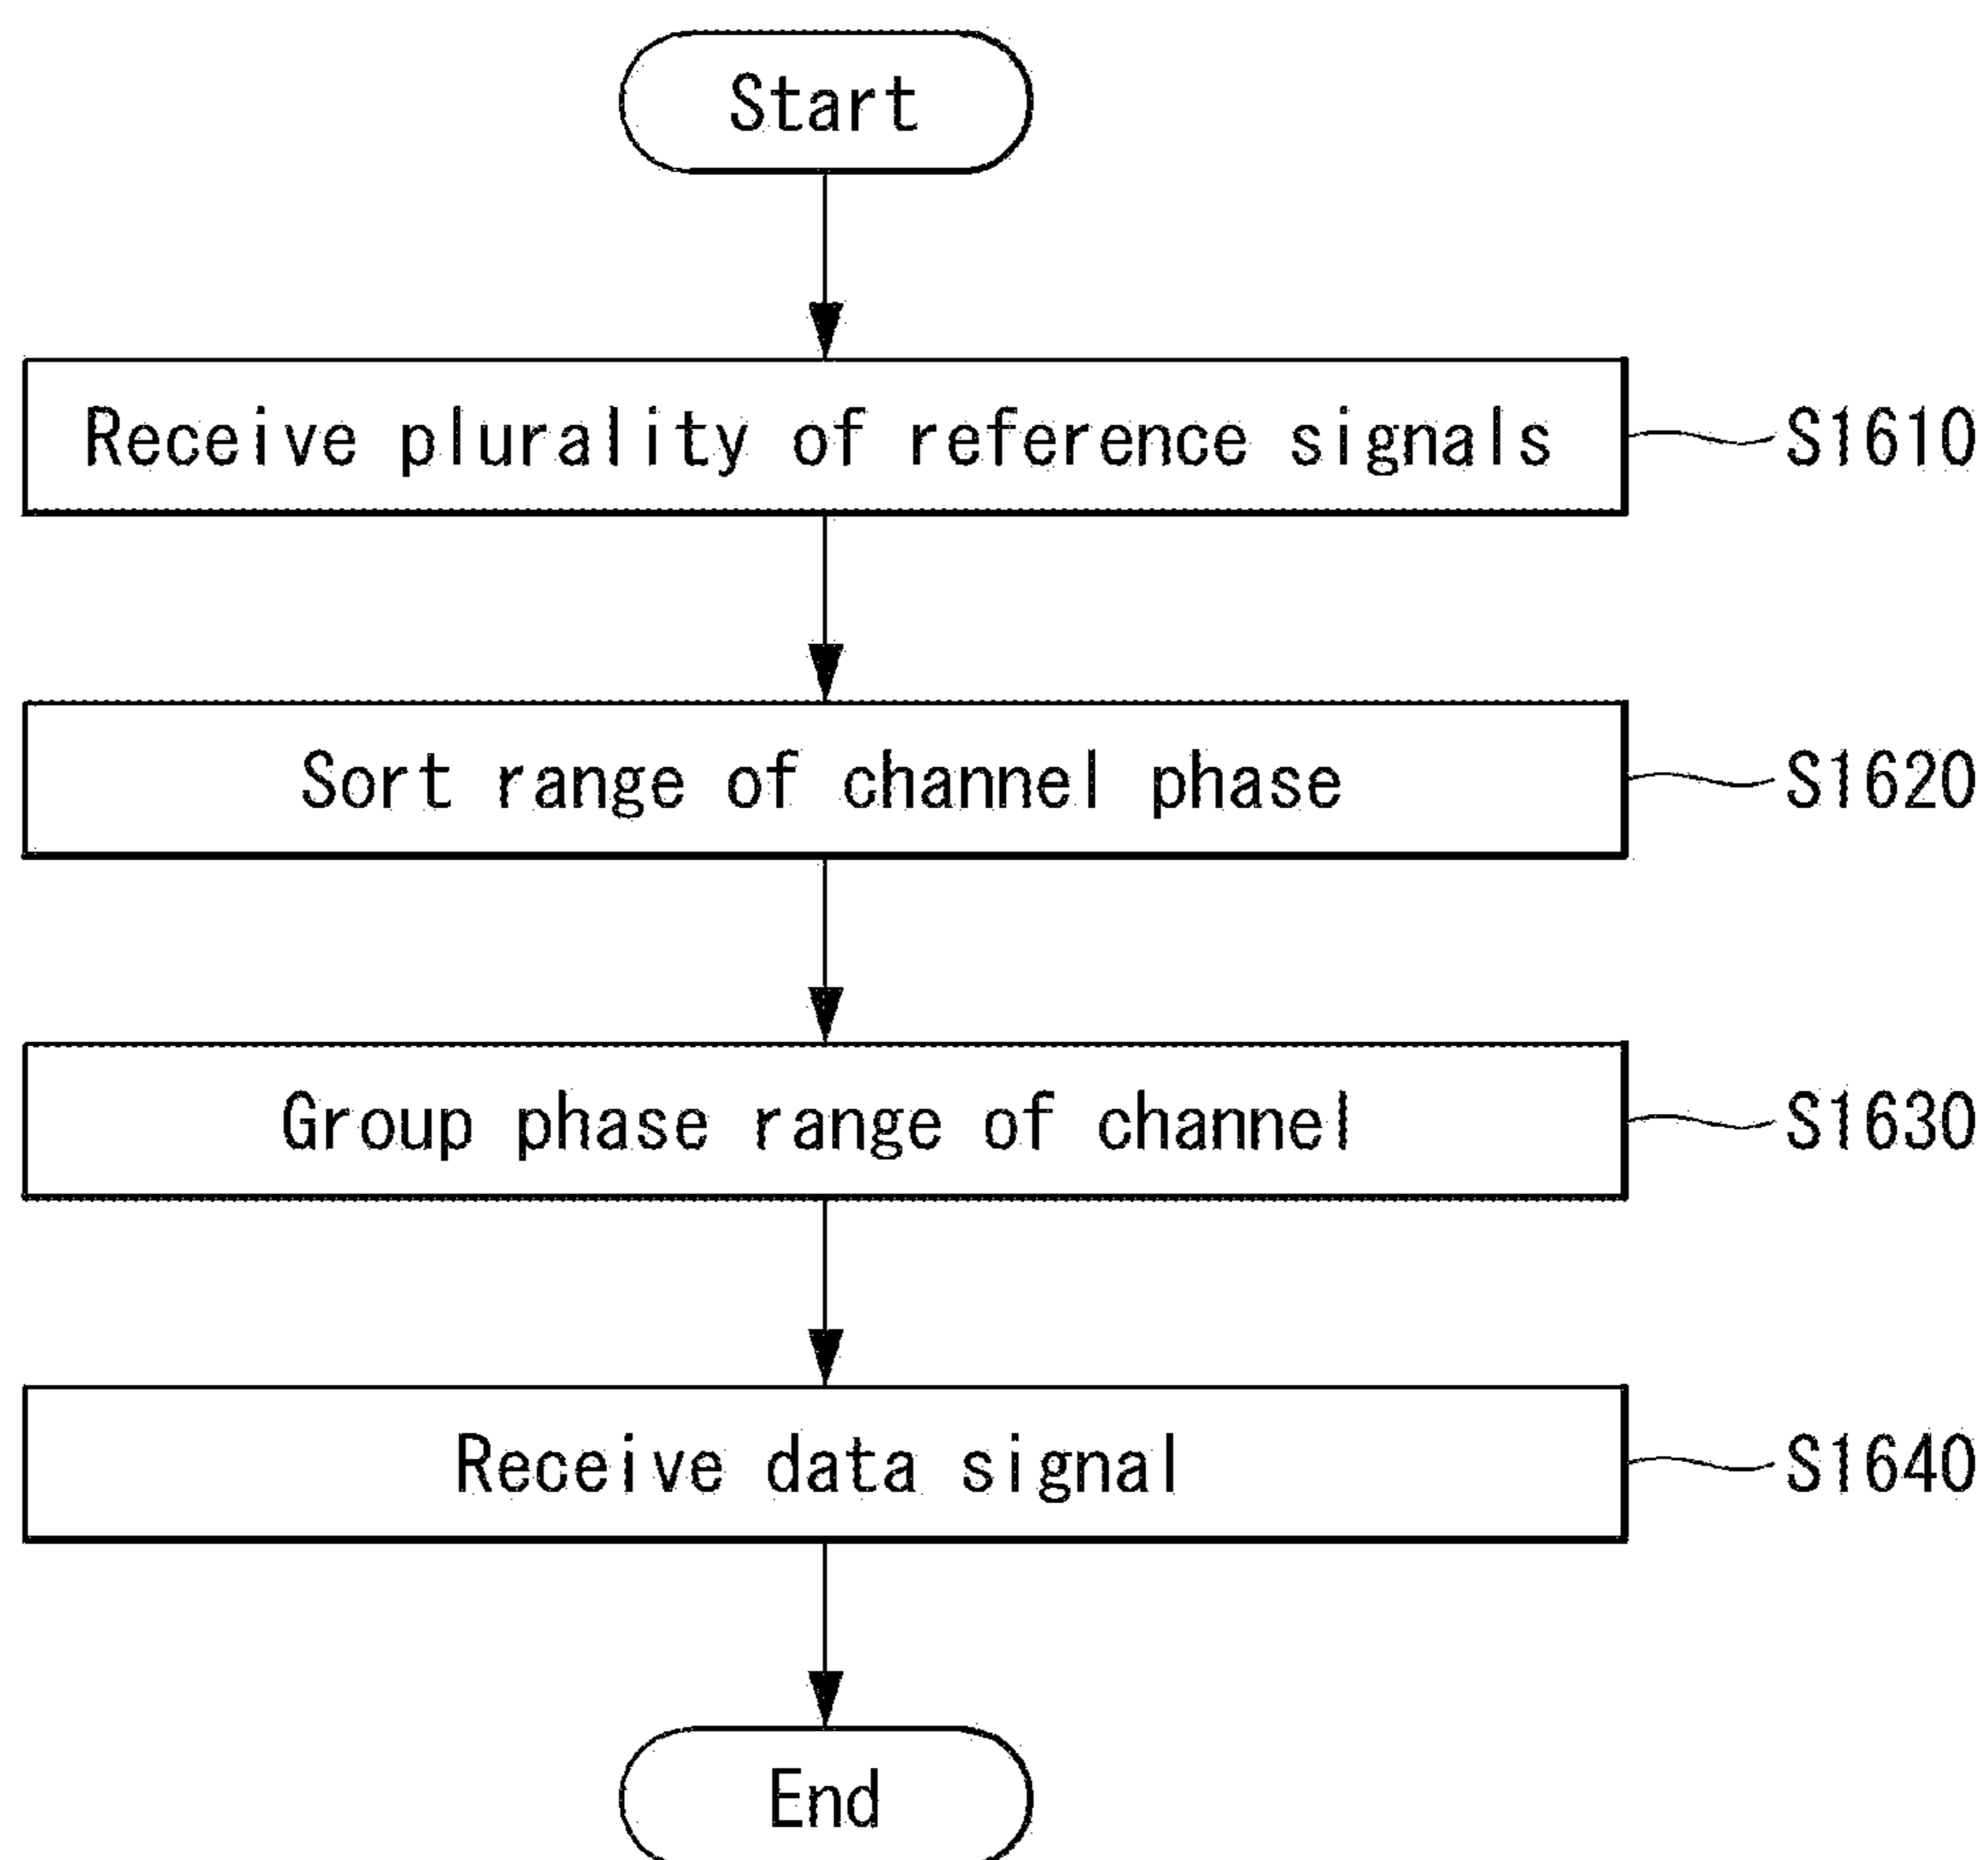 Start
Receive plurality of reference signals S1610
Sort range of channel phase S1620
Group phase range of channel S1630
Receive data signal S1640
End